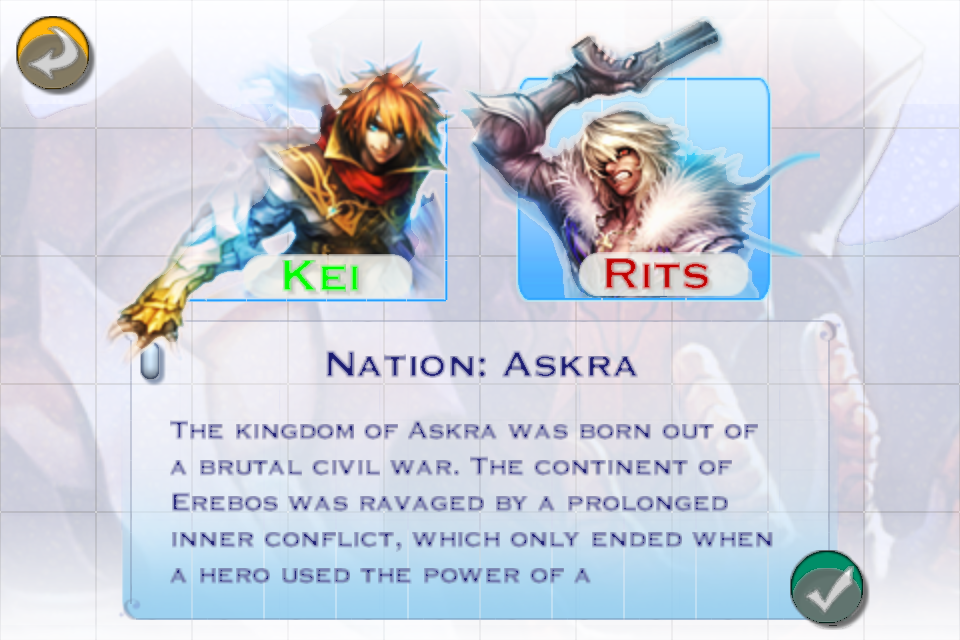 Kei
Rits
Nation: Askra
The kingdom of Askra was born out of
a brutal civil war. The continent of
Erebos was ravaged by a prolonged
inner conflict, which only ended when
a hero used the power of a